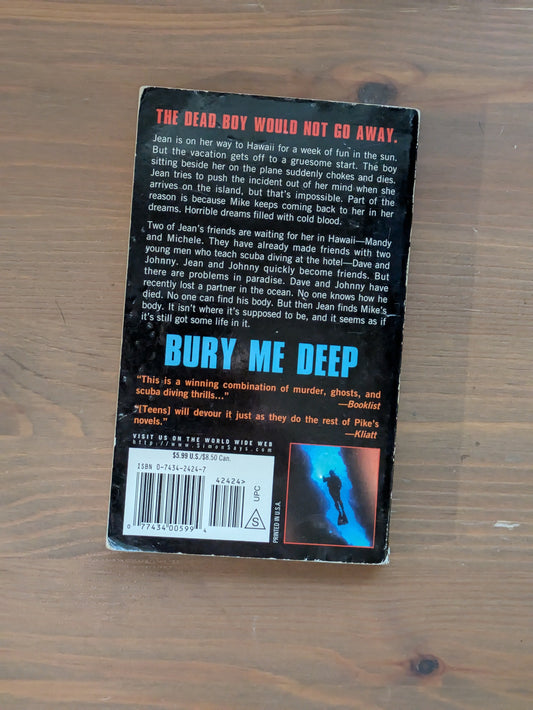 THE DEAD BOY WOULD NOT GO AWAY.
Jean is on her way to Hawaii for a week of fun in the sun.
But the vacation gets off to a gruesome start. The boy
sitting beside her on the plane suddenly chokes and dies.
Jean tries to push the incident out of her mind when she
arrives on the island, but that's impossible. Part of the
reason is because Mike keeps coming back to her in her
dreams. Horrible dreams filled with cold blood.
Two of Jean's friends are waiting for her in Hawaii—Mandy
and Michele. They have already made friends with two
young men who teach scuba diving at the hotel—Dave and
Johnny. Jean and Johnny quickly become friends. But
there are problems in paradise. Dave and Johnny have
recently lost a partner in the ocean. No one knows how he
died. No one can find his body. But then Jean finds Mike's
body. It isn't where it's supposed to be, and it seems as if
it's still got some life in it.
BURY ME DEEP
"This is a winning combination of murder, ghosts, and
scuba diving thrills..."
—Booklist
"[Teens] will devour it just as they do the rest of Pike's
novels."
—Kliatt
VISIT US ON THE WORLD WIDE WEB
http://www.SimonSays.com
$5.99 U.S./$8.50 Can.
ISBN 0-7434-2424-7
42424>
0 77434 00599 4
S
UPC
PRINTED IN U.S.A.